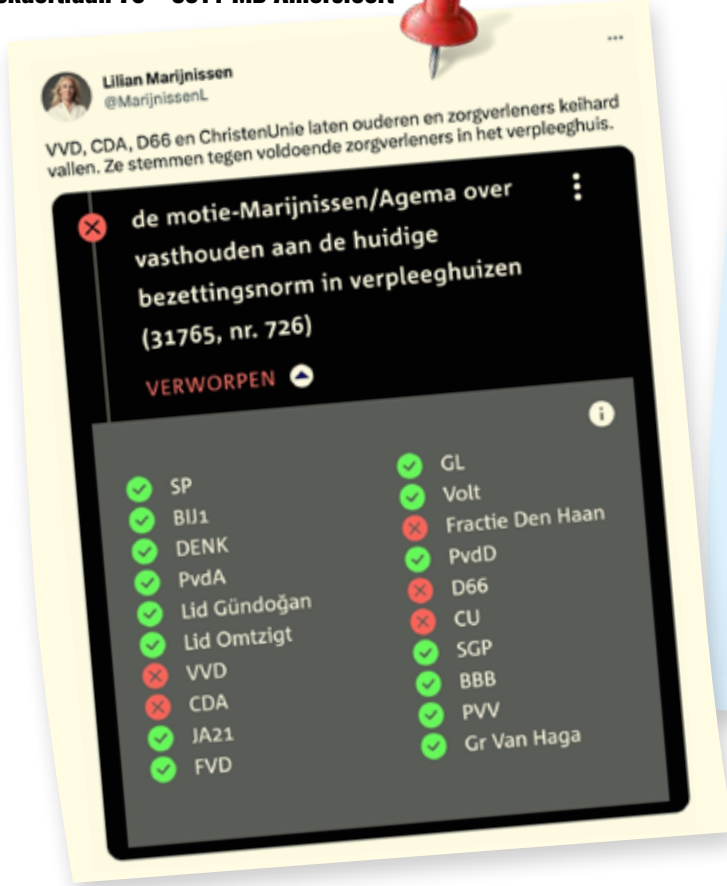 Lilian Marijnissen
@MarijnissenL
VVD, CDA, D66 en ChristenUnie laten ouderen en zorgverleners keihard
vallen. Ze stemmen tegen voldoende zorgverleners in het verpleeghuis.
de motie-Marijnissen/Agema over
vasthouden aan de huidige
bezettingsnorm in verpleeghuizen
(31765, nr. 726)
VERWORPEN
SP
BIJ1
DENK
PvdA
Lid Gündoğan
Lid Omtzigt
VVD
CDA
JA21
FVD
GL
Volt
Fractie Den Haan
PvdD
D66
CU
SGP
BBB
PVV
Gr Van Haga